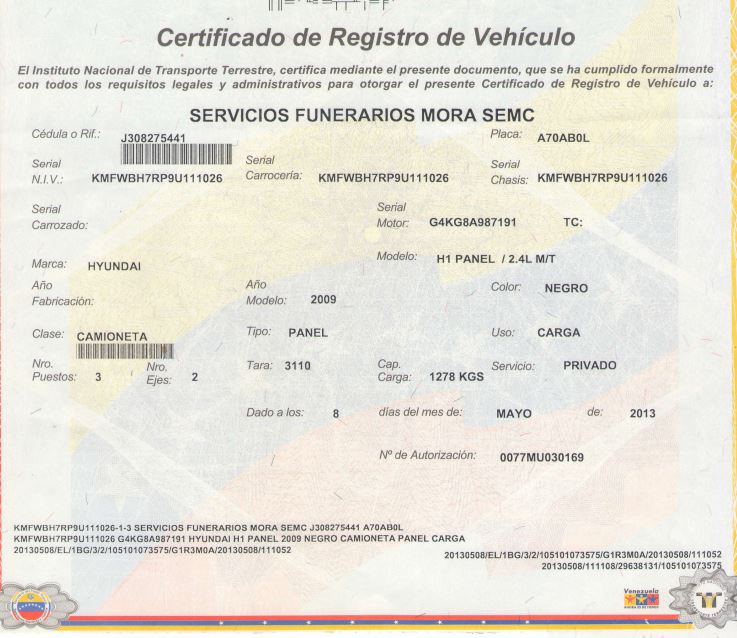 Certificado de Registro de Vehículo
El Instituto Nacional de Transporte Terrestre, certifica mediante el presente documento, que se ha cumplido formalmente
con todos los requisitos legales y administrativos para otorgar el presente Certificado de Registro de Vehículo a:
SERVICIOS FUNERARIOS MORA SEMC
Cédula o Rif.: J308275441 Placa: A70AB0L
Serial N.I.V.: KMFWBH7RP9U111026 Serial Carrocería: KMFWBH7RP9U111026 Serial Chasis: KMFWBH7RP9U111026
Serial Carrozado: Serial Motor: G4KG8A987191 TC:
Marca: HYUNDAI Modelo: H1 PANEL / 2.4L M/T
Año Fabricación: Año Modelo: 2009 Color: NEGRO
Clase: CAMIONETA Tipo: PANEL Uso: CARGA
Nro. Puestos: 3 Nro. Ejes: 2 Tara: 3110 Cap. Carga: 1278 KGS Servicio: PRIVADO
Dado a los: 8 días del mes de: MAYO de: 2013
Nº de Autorización: 0077MU030169
KMFWBH7RP9U111026-1-3 SERVICIOS FUNERARIOS MORA SEMC J308275441 A70AB0L
KMFWBH7RP9U111026 G4KG8A987191 HYUNDAI H1 PANEL 2009 NEGRO CAMIONETA PANEL CARGA
20130508/EL/1BG/3/2/105101073575/G1R3M0A/20130508/111052
20130508/EL/1BG/3/2/105101073575/G1R3M0A/20130508/111052
20130508/111108/29638131/105101073575
Venezuela